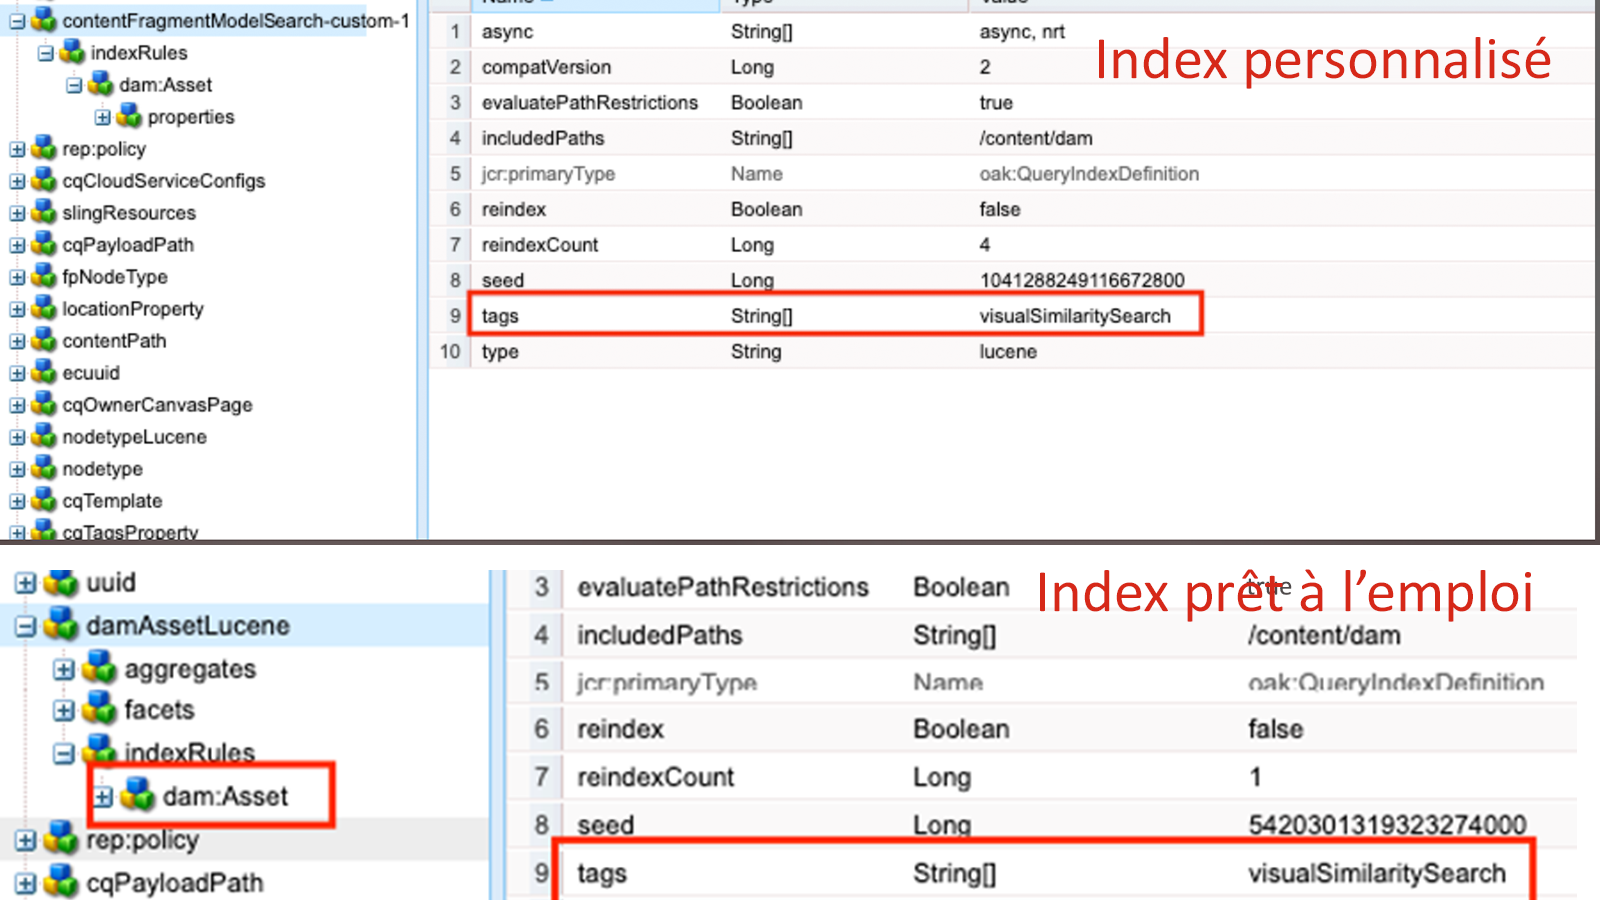 Name Type Value
contentFragmentModelSearch-custom-1
indexRules
dam:Asset
properties
rep:policy
cqCloudServiceConfigs
slingResources
cqPayloadPath
fpNodeType
locationProperty
contentPath
ecuuid
cqOwnerCanvasPage
nodetypeLucene
nodetype
cqTemplate
cqTagsProperty
1 async String[] async, nrt
2 compatVersion Long 2
3 evaluatePathRestrictions Boolean true
4 includedPaths String[] /content/dam
5 jcr:primaryType Name oak:QueryIndexDefinition
6 reindex Boolean false
7 reindexCount Long 4
8 seed Long 1041288249116672800
9 tags String[] visualSimilaritySearch
10 type String lucene
Index personnalisé
uuid
damAssetLucene
aggregates
facets
indexRules
dam:Asset
rep:policy
cqPayloadPath
Index prêt à l’emploi
3 evaluatePathRestrictions Boolean true
4 includedPaths String[] /content/dam
5 jcr:primaryType Name oak:QueryIndexDefinition
6 reindex Boolean false
7 reindexCount Long 1
8 seed Long 5420301319323274000
9 tags String[] visualSimilaritySearch